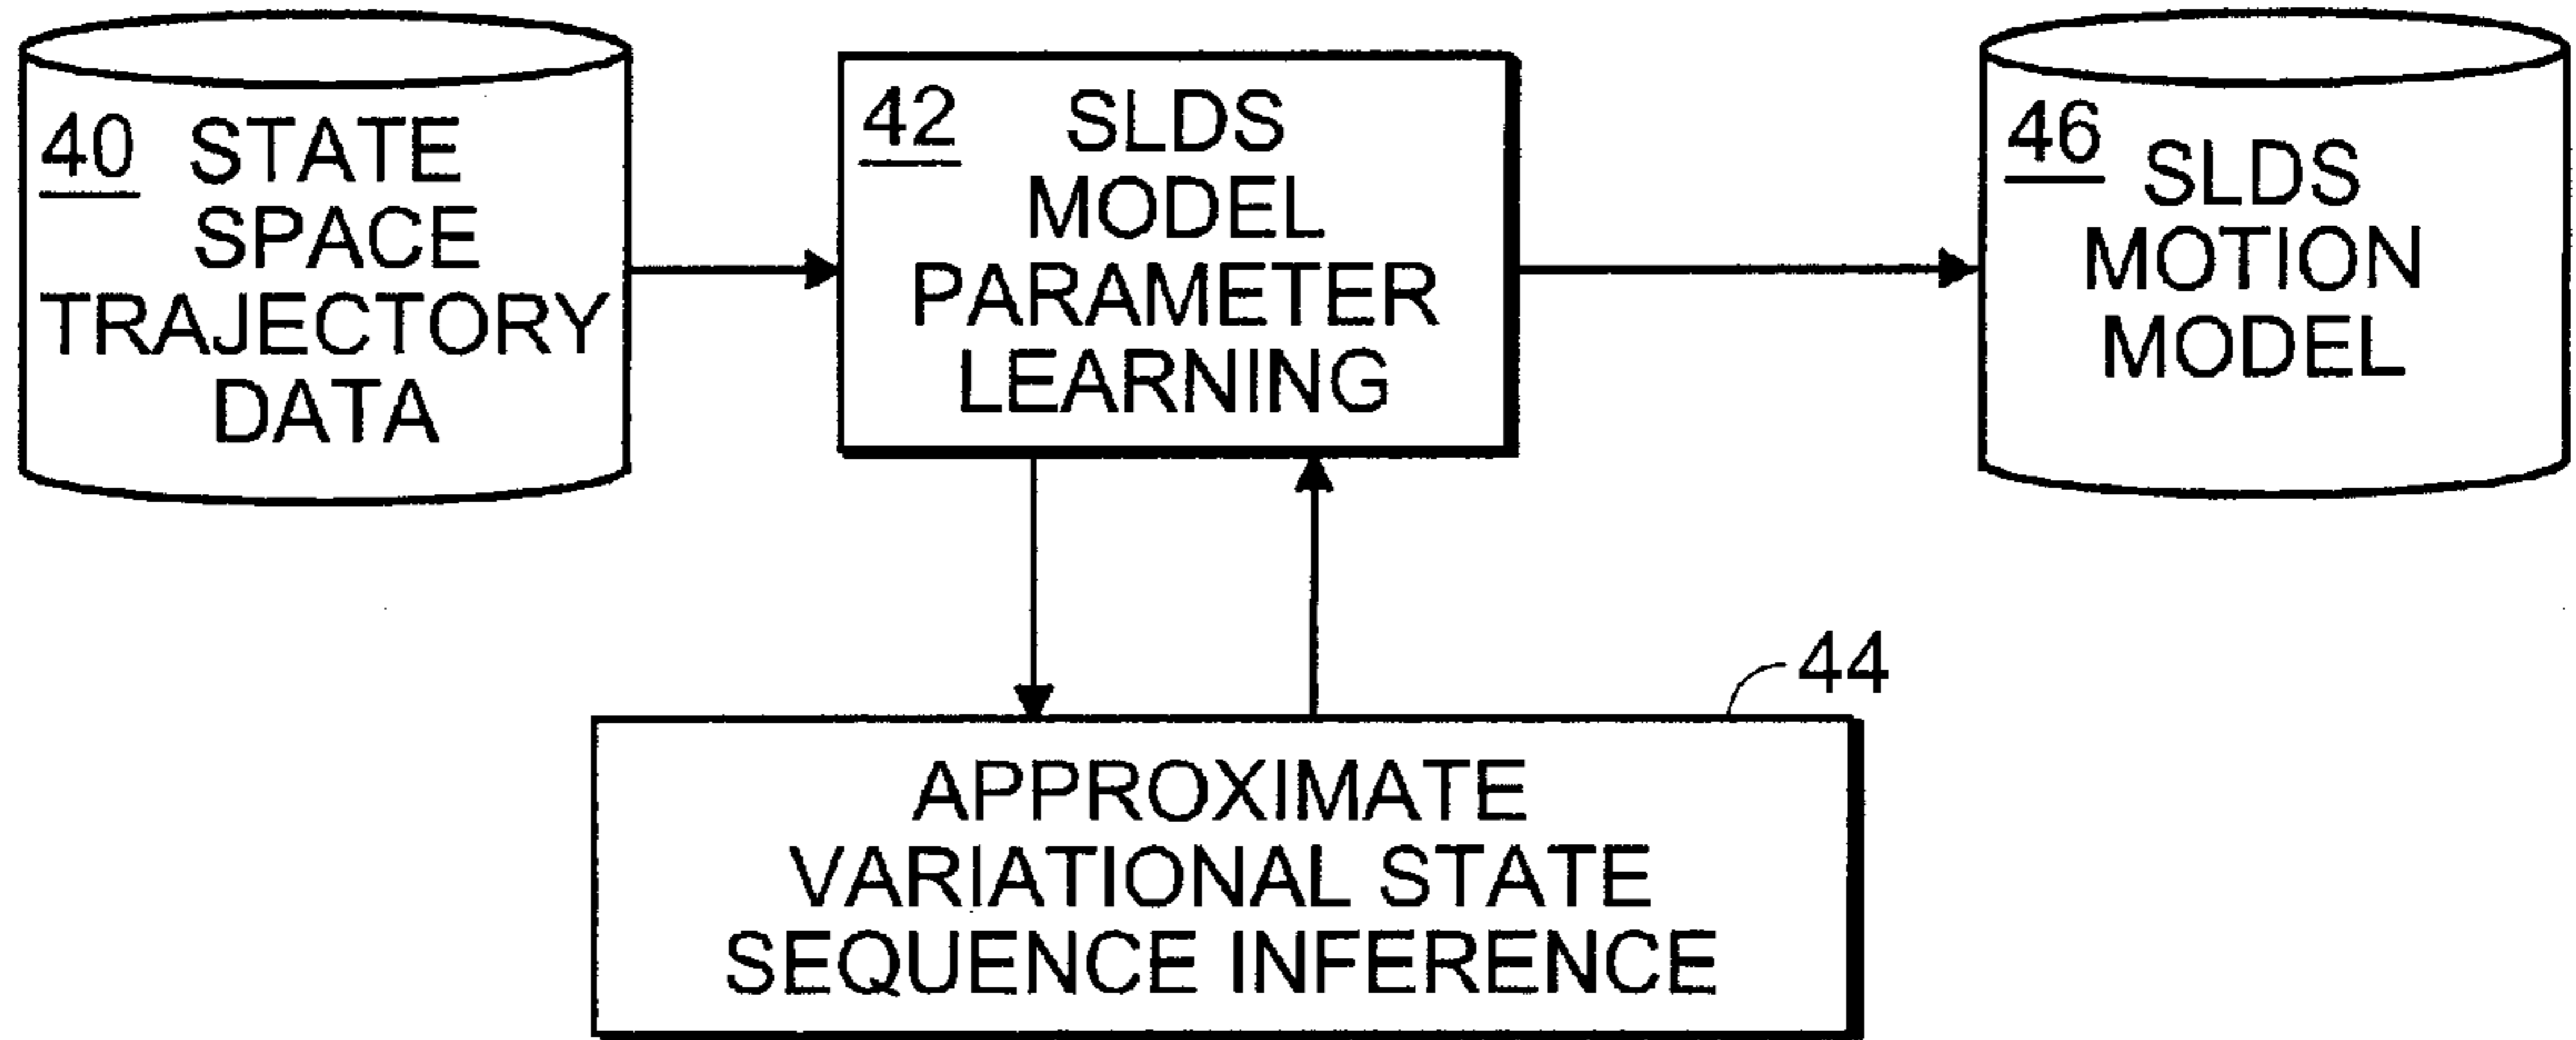 40 STATE
SPACE
TRAJECTORY
DATA
42 SLDS
MODEL
PARAMETER
LEARNING
46 SLDS
MOTION
MODEL
44
APPROXIMATE
VARIATIONAL STATE
SEQUENCE INFERENCE